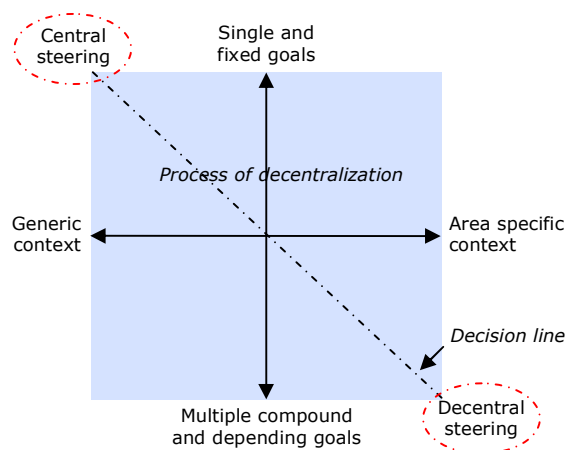 Central
steering
Single and
fixed goals
Process of decentralization
Generic
context
Area specific
context
Decision line
Multiple compound
and depending goals
Decentral
steering